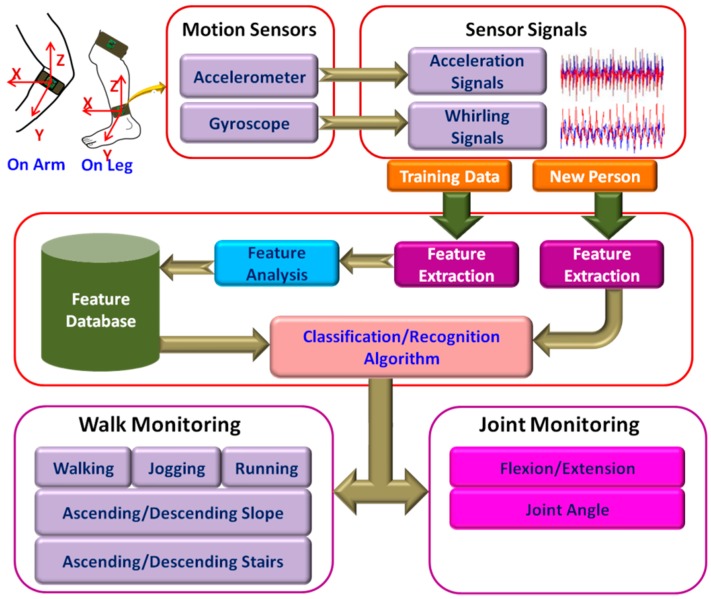 Motion Sensors
Sensor Signals
Z
X
Y
On Arm
Z
X
Y
On Leg
Accelerometer
Gyroscope
Acceleration
Signals
Whirling
Signals
Training Data
New Person
Feature
Database
Feature
Analysis
Feature
Extraction
Feature
Extraction
Classification/Recognition
Algorithm
Walk Monitoring
Walking
Jogging
Running
Ascending/Descending Slope
Ascending/Descending Stairs
Joint Monitoring
Flexion/Extension
Joint Angle